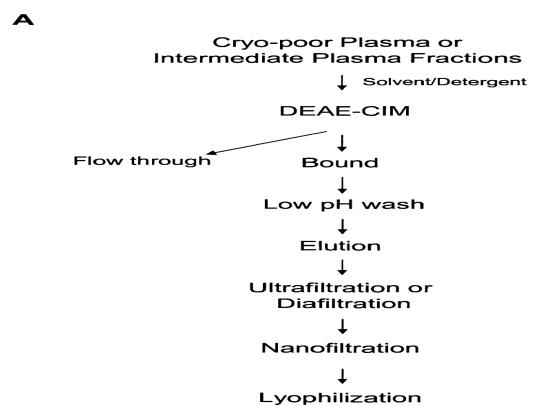 A
Cryo-poor Plasma or
Intermediate Plasma Fractions
Solvent/Detergent
DEAE-CIM
Flow through
Bound
Low pH wash
Elution
Ultrafiltration or
Diafiltration
Nanofiltration
Lyophilization